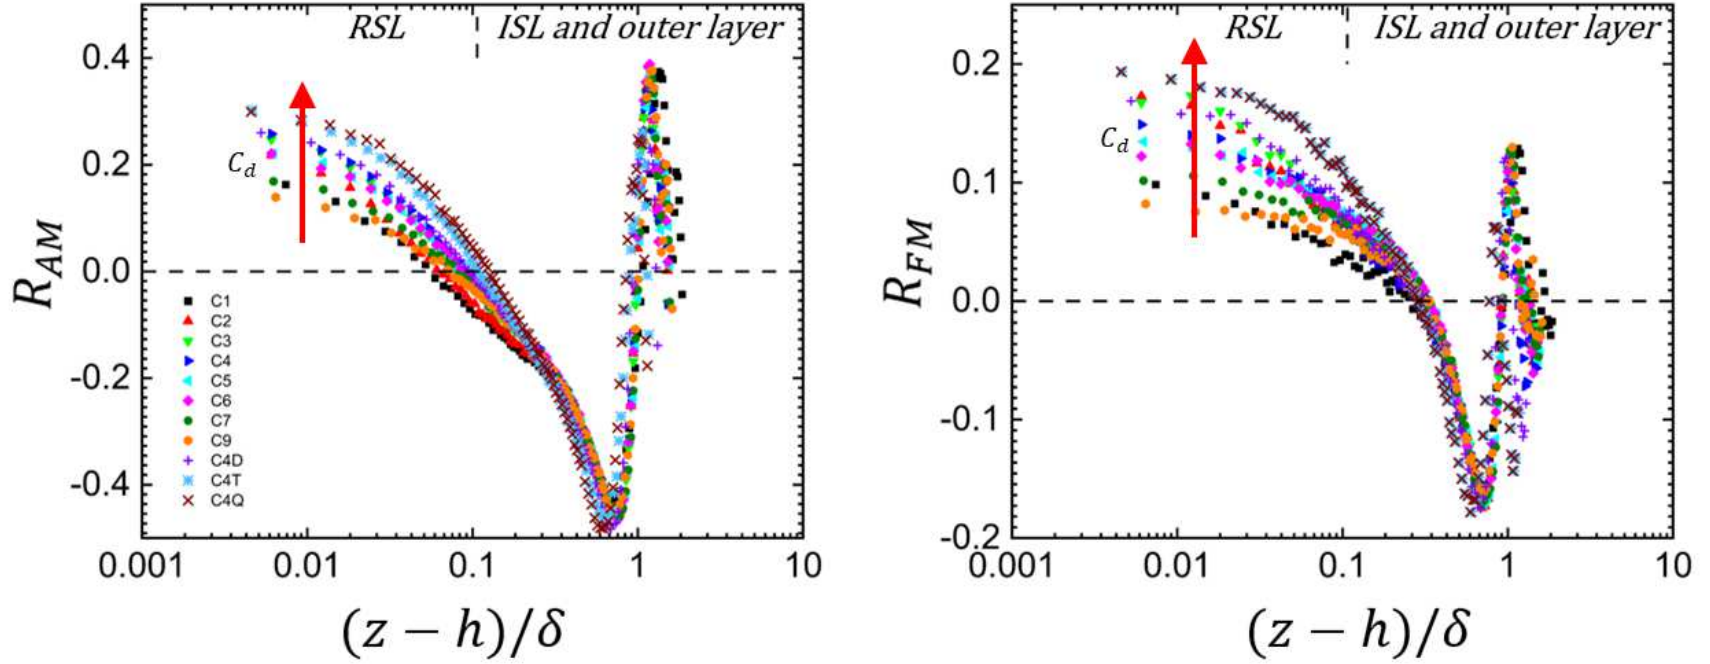 RSL
ISL and outer layer
0.4
0.2
0.0
-0.2
-0.4
R_AM
C_d
C1
C2
C3
C4
C5
C6
C7
C9
C4D
C4T
C4Q
0.001
0.01
0.1
1
10
(z − h)/δ
RSL
ISL and outer layer
0.2
0.1
0.0
-0.1
-0.2
R_FM
C_d
0.001
0.01
0.1
1
10
(z − h)/δ